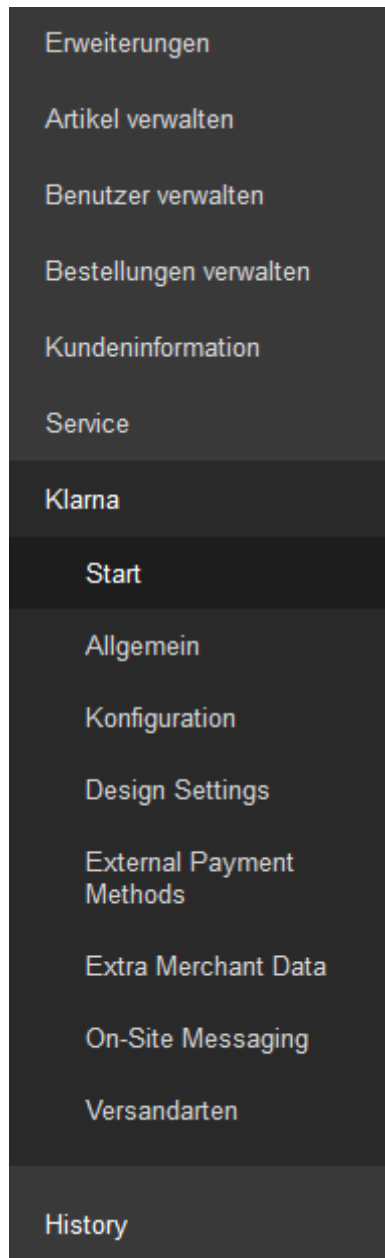 Erweiterungen
Artikel verwalten
Benutzer verwalten
Bestellungen verwalten
Kundeninformation
Service
Klarna
Start
Allgemein
Konfiguration
Design Settings
External Payment
Methods
Extra Merchant Data
On-Site Messaging
Versandarten
History